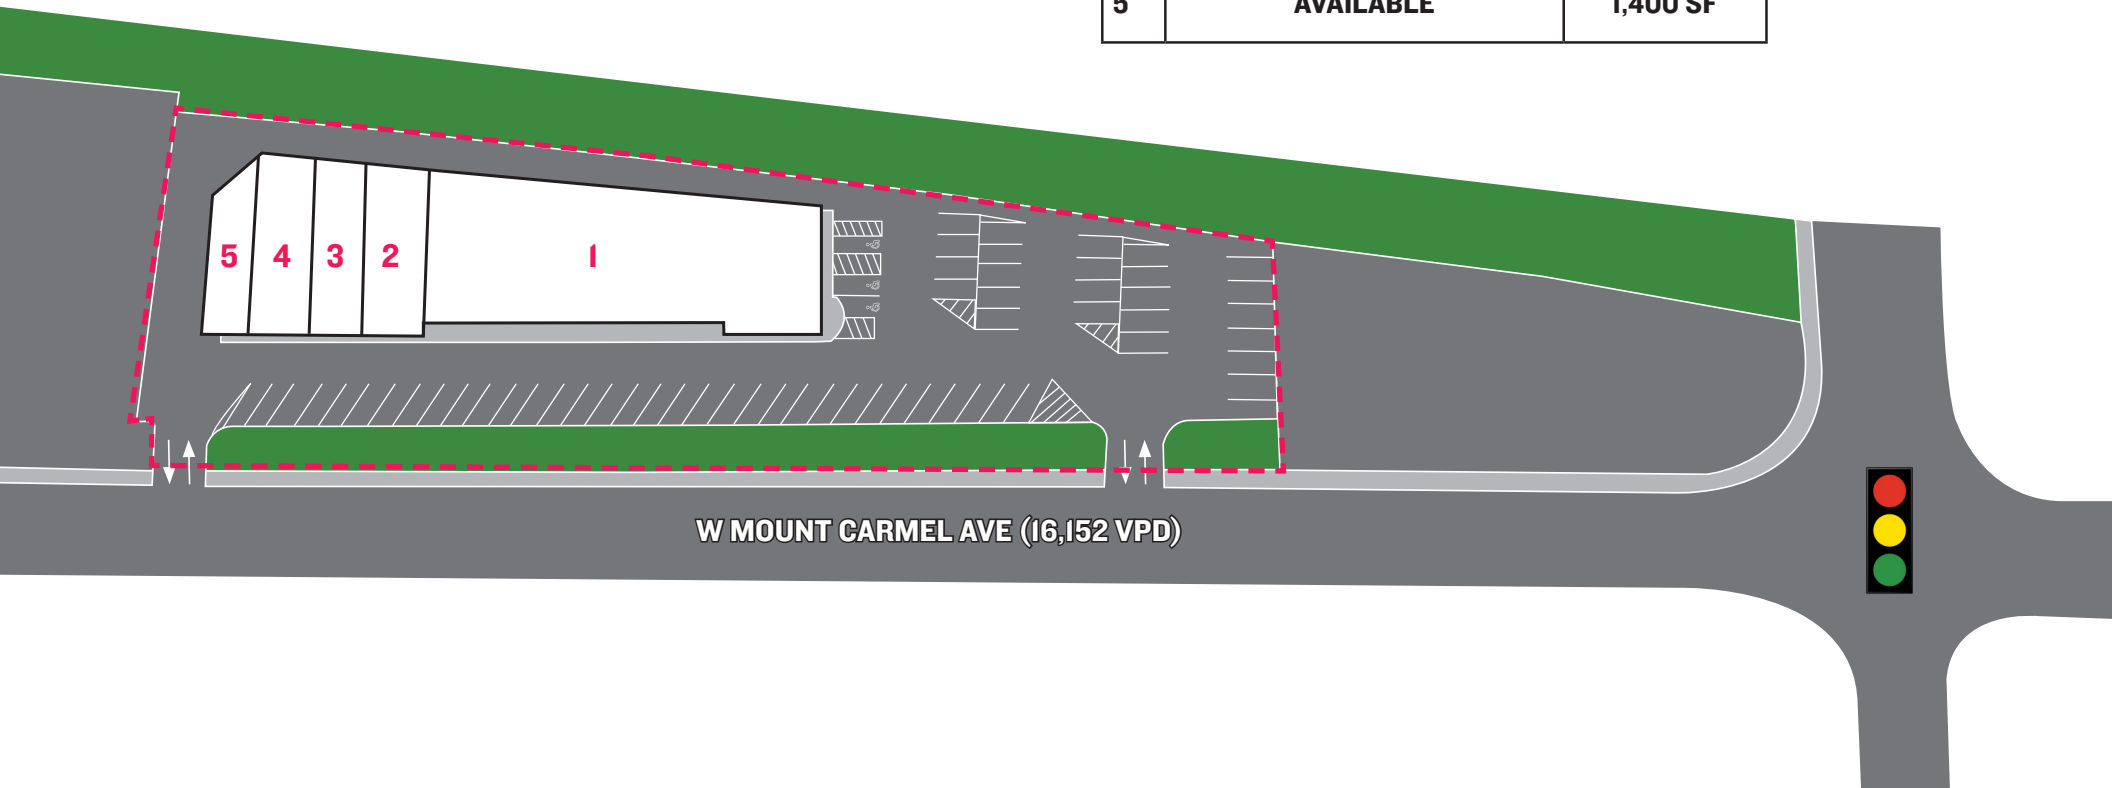 5 AVAILABLE 1,400 SF
5 4 3 2 1
W MOUNT CARMEL AVE (16,152 VPD)